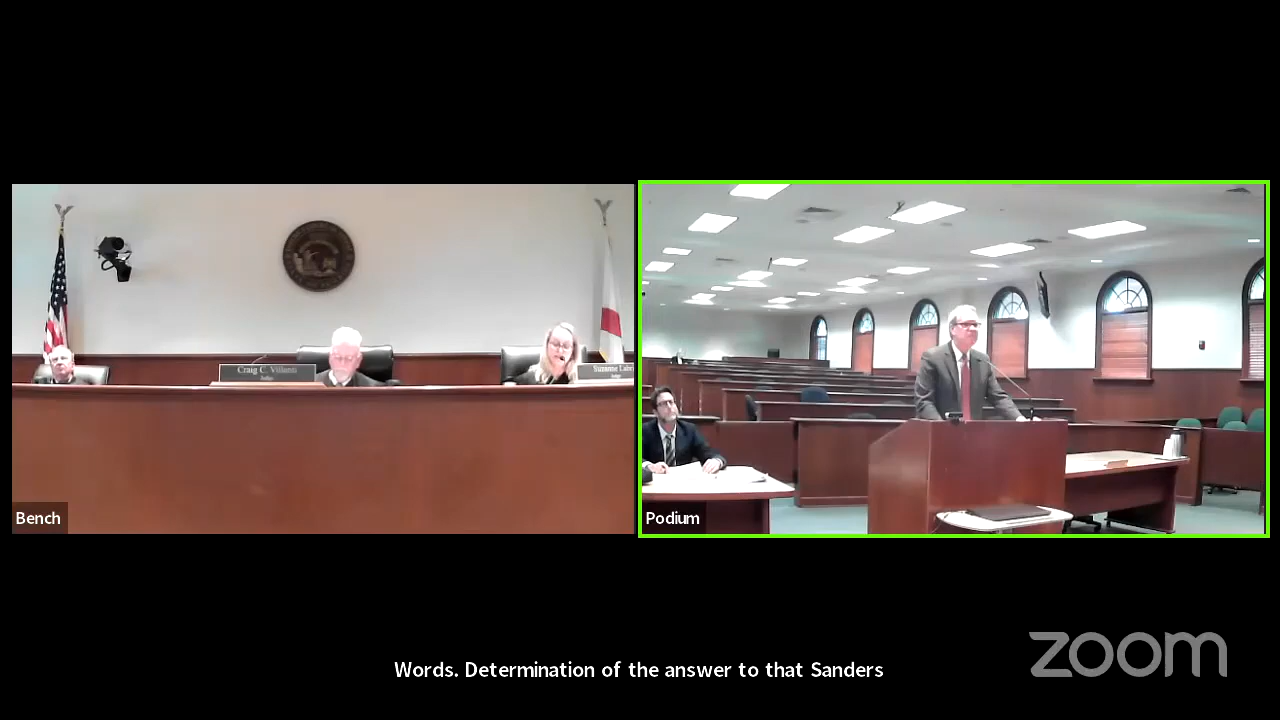 Craig C. Villanti
Judge
Suzanne
Bench
Podium
Words. Determination of the answer to that Sanders
zoom